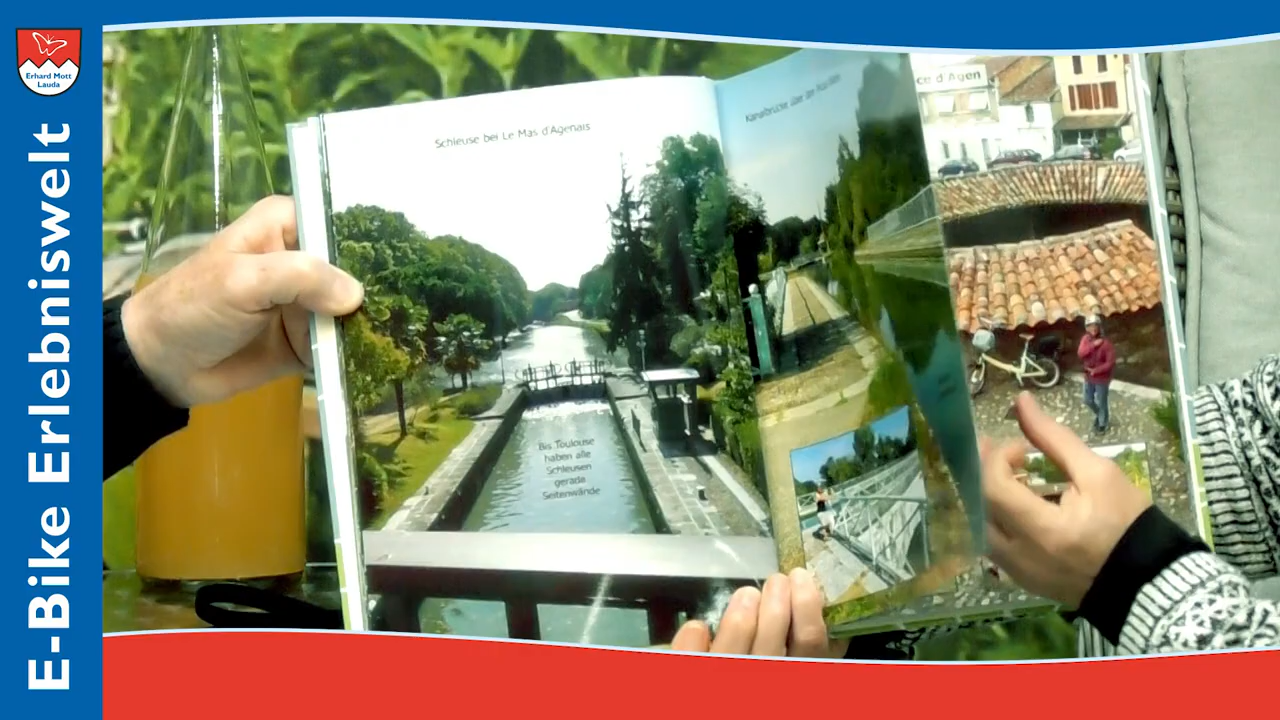 Erhard Mott
Lauda
E-Bike Erlebniswelt
Schleuse bei Le Mas d'Agenais
Bis Toulouse
haben alle
Schleusen
gerade
Seitenwände
Kanalbrücke über
ce d'Agen